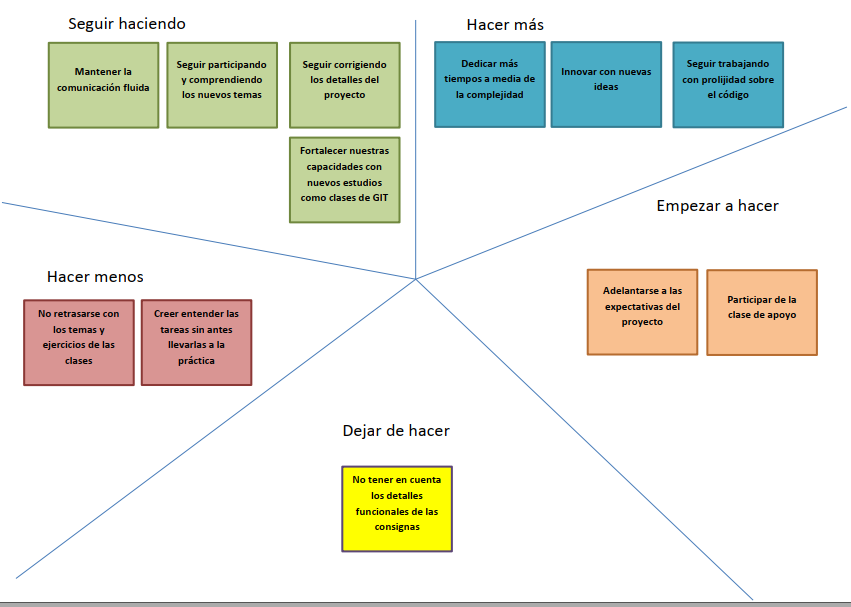 Seguir haciendo
Mantener la
comunicación fluida
Seguir participando
y comprendiendo
los nuevos temas
Seguir corrigiendo
los detalles del
proyecto
Fortalecer nuestras
capacidades con
nuevos estudios
como clases de GIT
Hacer más
Dedicar más
tiempos a media de
la complejidad
Innovar con nuevas
ideas
Seguir trabajando
con prolijidad sobre
el código
Empezar a hacer
Adelantarse a las
expectativas del
proyecto
Participar de la
clase de apoyo
Hacer menos
No retrasarse con
los temas y
ejercicios de las
clases
Creer entender las
tareas sin antes
llevarlas a la
práctica
Dejar de hacer
No tener en cuenta
los detalles
funcionales de las
consignas